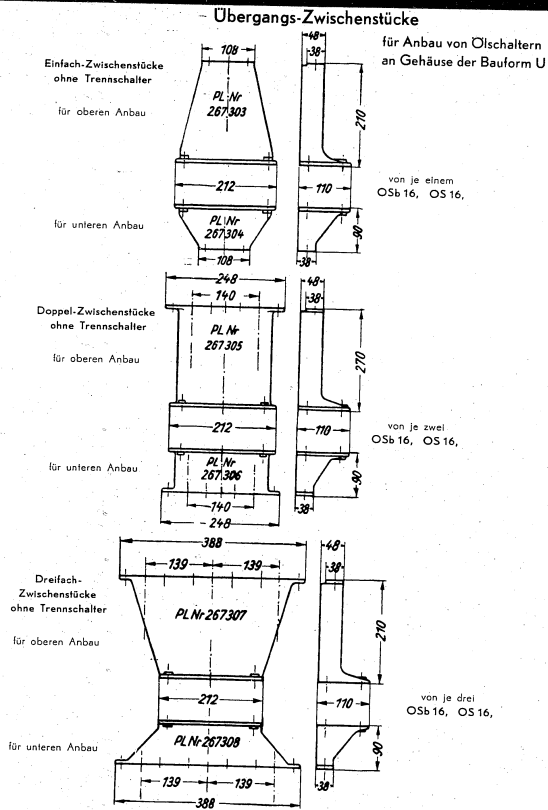 Übergangs-Zwischenstücke
für Anbau von Ölschaltern
an Gehäuse der Bauform U
Einfach-Zwischenstücke
ohne Trennschalter
für oberen Anbau
108
PL Nr
267303
48
38
210
212
110
von je einem
OSb 16, OS 16,
für unteren Anbau
PL Nr
267304
108
90
38
248
140
48
38
Doppel-Zwischenstücke
ohne Trennschalter
für oberen Anbau
PL Nr
267305
270
212
110
von je zwei
OSb 16, OS 16,
für unteren Anbau
PL Nr
267306
140
248
90
38
388
139
139
48
38
Dreifach-
Zwischenstücke
ohne Trennschalter
für oberen Anbau
PL Nr 267307
210
212
110
von je drei
OSb 16, OS 16,
für unteren Anbau
PL Nr 267308
139
139
388
90
38